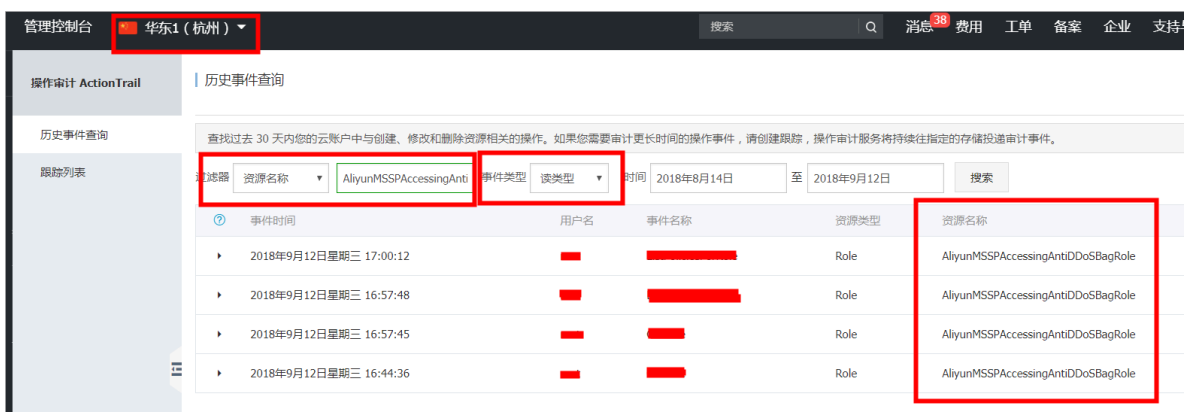 管理控制台 华东1 ( 杭州 ) 搜索 消息 38 费用 工单 备案 企业 支持
操作审计 ActionTrail
历史事件查询
历史事件查询
跟踪列表
查找过去 30 天内您的云账户中与创建、修改和删除资源相关的操作。如果您需要审计更长时间的操作事件，请创建跟踪，操作审计服务将持续往指定的存储投递审计事件。
过滤器 资源名称 AliyunMSSPAccessingAnti 事件类型 读类型 时间 2018年8月14日 至 2018年9月12日 搜索
事件时间 用户名 事件名称 资源类型 资源名称
2018年9月12日星期三 17:00:12 Role AliyunMSSPAccessingAntiDDoSBagRole
2018年9月12日星期三 16:57:48 Role AliyunMSSPAccessingAntiDDoSBagRole
2018年9月12日星期三 16:57:45 Role AliyunMSSPAccessingAntiDDoSBagRole
2018年9月12日星期三 16:44:36 Role AliyunMSSPAccessingAntiDDoSBagRole